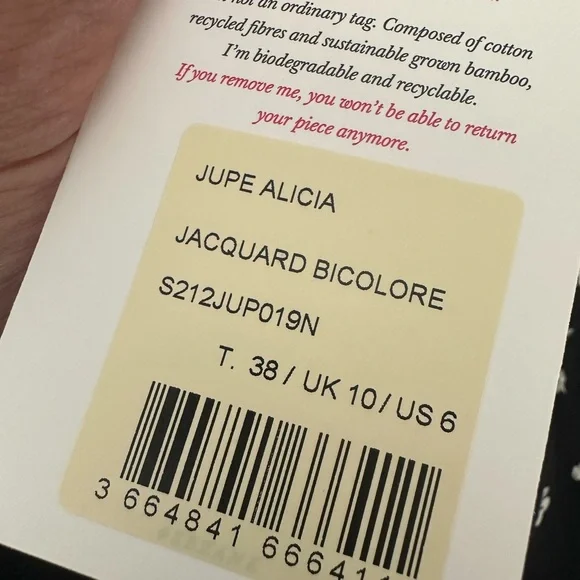 not an ordinary tag. Composed of cotton
recycled fibres and sustainable grown bamboo,
I'm biodegradable and recyclable.
If you remove me, you won't be able to return
your piece anymore.
JUPE ALICIA
JACQUARD BICOLORE
S212JUP019N
T. 38 / UK 10 / US 6
3 664841 66641